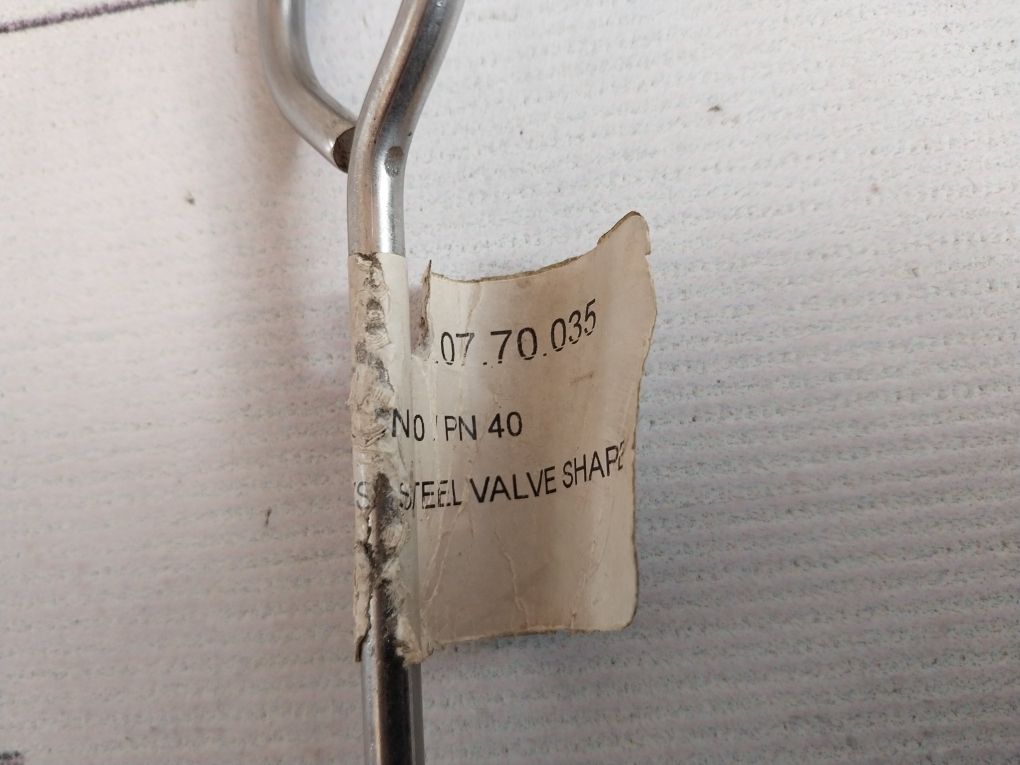 .07.70.035
N0 / PN 40
STEEL VALVE SHAPE